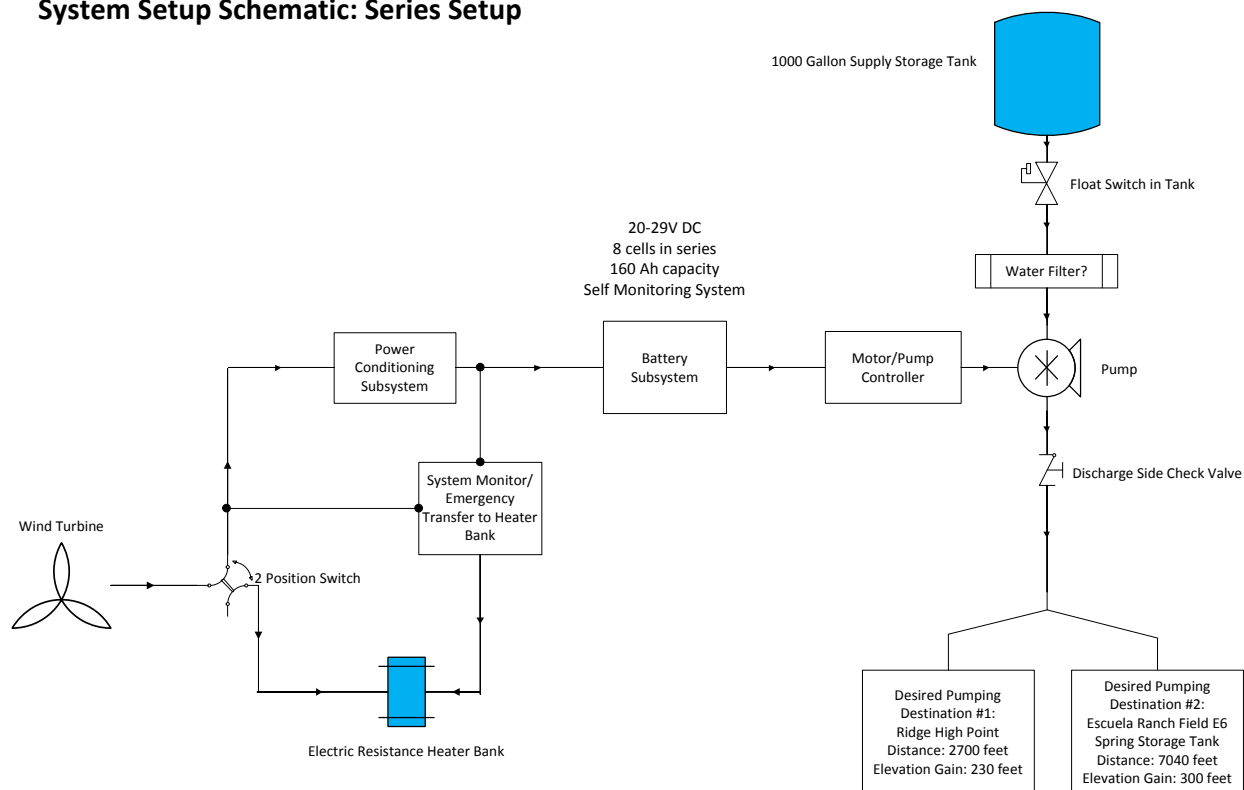 System Setup Schematic: Series Setup
1000 Gallon Supply Storage Tank
Float Switch in Tank
20-29V DC
8 cells in series
160 Ah capacity
Self Monitoring System
Water Filter?
Power
Conditioning
Subsystem
Battery
Subsystem
Motor/Pump
Controller
Pump
System Monitor/
Emergency
Transfer to Heater
Bank
Discharge Side Check Valve
Wind Turbine
2 Position Switch
Electric Resistance Heater Bank
Desired Pumping
Destination #1:
Ridge High Point
Distance: 2700 feet
Elevation Gain: 230 feet
Desired Pumping
Destination #2:
Escuela Ranch Field E6
Spring Storage Tank
Distance: 7040 feet
Elevation Gain: 300 feet